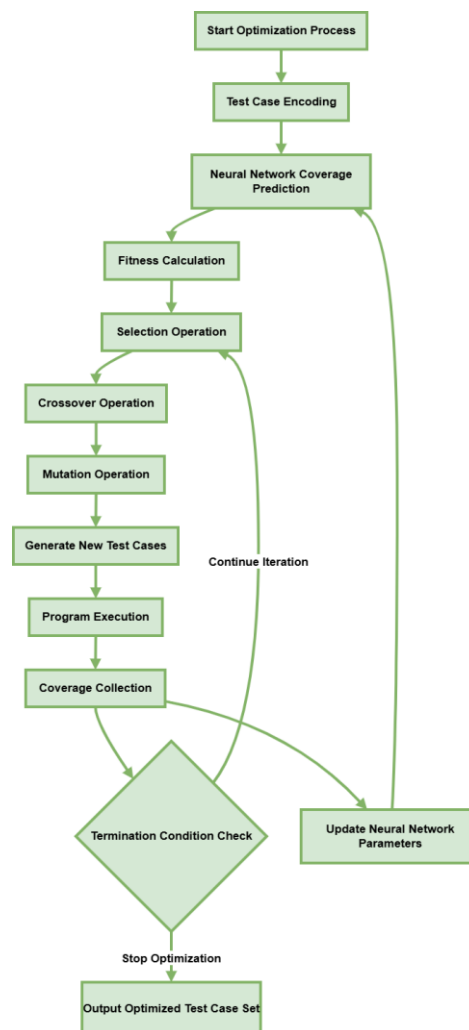 Start Optimization Process
Test Case Encoding
Neural Network Coverage
Prediction
Fitness Calculation
Selection Operation
Crossover Operation
Mutation Operation
Generate New Test Cases
Continue Iteration
Program Execution
Coverage Collection
Termination Condition Check
Update Neural Network
Parameters
Stop Optimization
Output Optimized Test Case Set